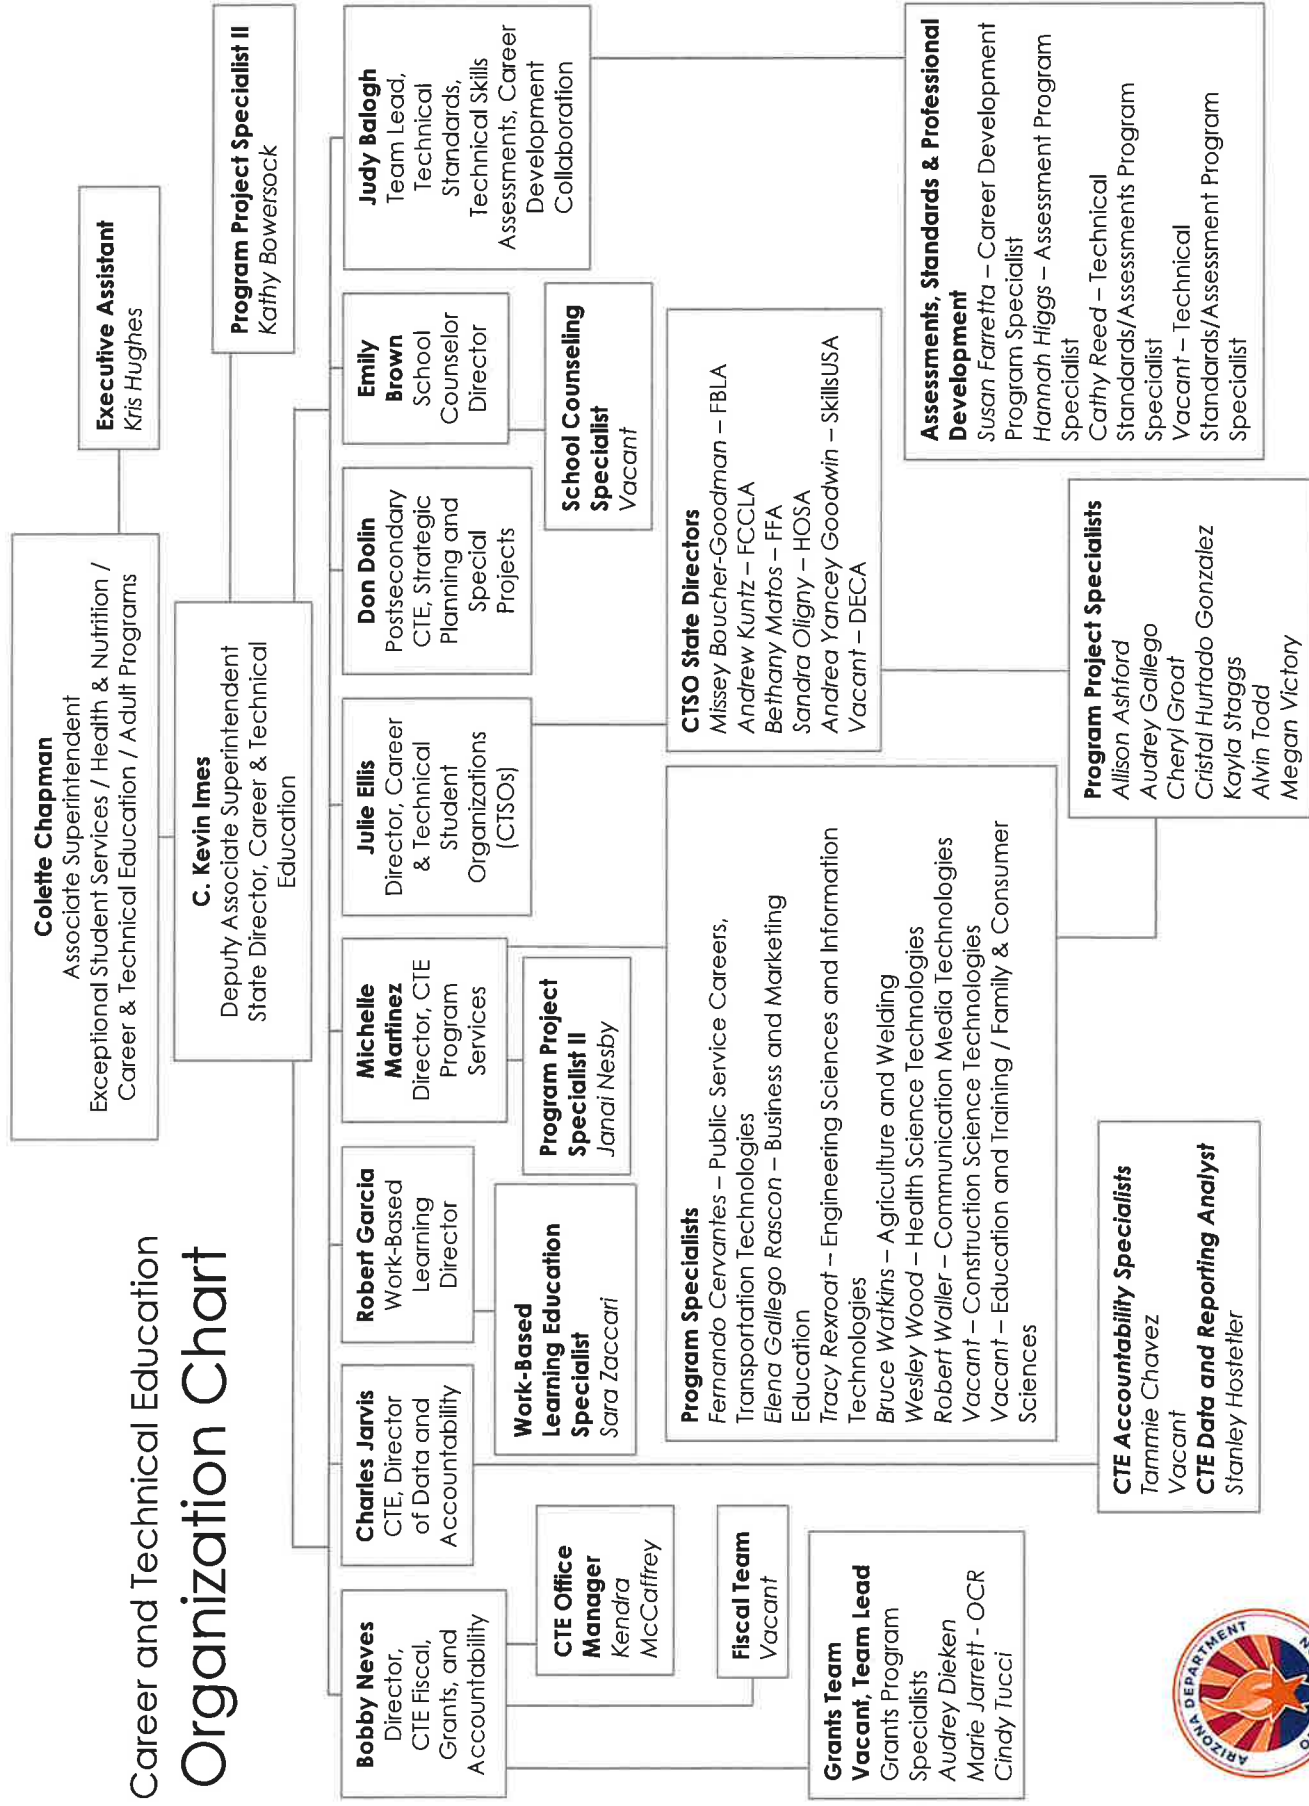 Career and Technical Education
Organization Chart
Colette Chapman
Associate Superintendent
Exceptional Student Services / Health & Nutrition /
Career & Technical Education / Adult Programs
Executive Assistant
Kris Hughes
C. Kevin Imes
Deputy Associate Superintendent
State Director, Career & Technical
Education
Program Project Specialist II
Kathy Bowersock
Bobby Neves
Director,
CTE Fiscal,
Grants, and
Accountability
Charles Jarvis
CTE, Director
of Data and
Accountability
Robert Garcia
Work-Based
Learning
Director
Michelle
Martinez
Director, CTE
Program
Services
Julie Ellis
Director, Career
& Technical
Student
Organizations
(CTSOs)
Don Dolin
Postsecondary
CTE, Strategic
Planning and
Special
Projects
Emily
Brown
School
Counselor
Director
Judy Balogh
Team Lead,
Technical
Standards,
Technical Skills
Assessments, Career
Development
Collaboration
CTE Office
Manager
Kendra
McCaffrey
Work-Based
Learning Education
Specialist
Sara Zaccari
Program Project
Specialist II
Janai Nesby
School Counseling
Specialist
Vacant
Fiscal Team
Vacant
Grants Team
Vacant, Team Lead
Grants Program
Specialists
Audrey Dieken
Marie Jarrett - OCR
Cindy Tucci
Program Specialists
Fernando Cervantes – Public Service Careers,
Transportation Technologies
Elena Gallego Rascon – Business and Marketing
Education
Tracy Rexroat – Engineering Sciences and Information
Technologies
Bruce Watkins – Agriculture and Welding
Wesley Wood – Health Science Technologies
Robert Waller – Communication Media Technologies
Vacant – Construction Science Technologies
Vacant – Education and Training / Family & Consumer
Sciences
CTSO State Directors
Missey Boucher-Goodman – FBLA
Andrew Kuntz – FCCLA
Bethany Matos – FFA
Sandra Oligny – HOSA
Andrea Yancey Goodwin – SkillsUSA
Vacant – DECA
Assessments, Standards & Professional
Development
Susan Farretta – Career Development
Program Specialist
Hannah Higgs – Assessment Program
Specialist
Cathy Reed – Technical
Standards/Assessments Program
Specialist
Vacant – Technical
Standards/Assessment Program
Specialist
CTE Accountability Specialists
Tammie Chavez
Vacant
CTE Data and Reporting Analyst
Stanley Hostetler
Program Project Specialists
Allison Ashford
Audrey Gallego
Cheryl Groat
Cristal Hurtado Gonzalez
Kayla Staggs
Alvin Todd
Megan Victory
ARIZONA DEPARTMENT